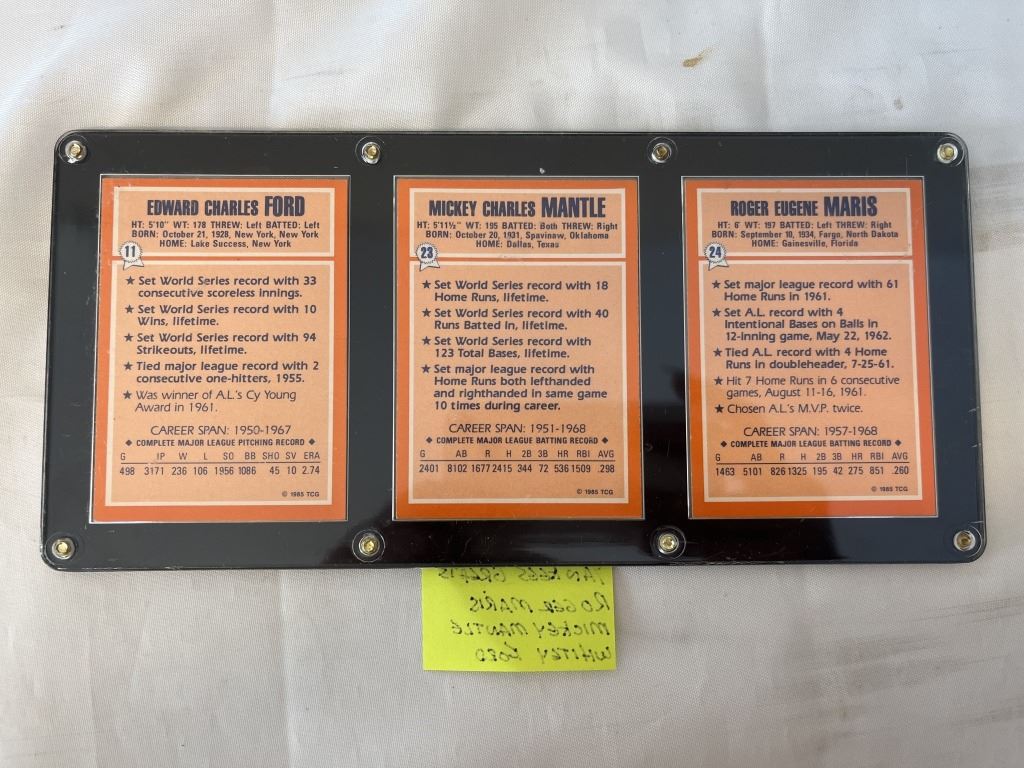 EDWARD CHARLES FORD
HT: 5'10" WT: 178 THREW: Left BATTED: Left
BORN: October 21, 1928, New York, New York
HOME: Lake Success, New York
11
★ Set World Series record with 33
consecutive scoreless innings.
★ Set World Series record with 10
Wins, lifetime.
★ Set World Series record with 94
Strikeouts, lifetime.
★ Tied major league record with 2
consecutive one-hitters, 1955.
★ Was winner of A.L.'s Cy Young
Award in 1961.
CAREER SPAN: 1950-1967
◆ COMPLETE MAJOR LEAGUE PITCHING RECORD ◆
G IP W L SO BB SHO SV ERA
498 3171 236 106 1956 1086 45 10 2.74
© 1985 TCG
MICKEY CHARLES MANTLE
HT: 5'11½" WT: 195 BATTED: Both THREW: Right
BORN: October 20, 1931, Spavinaw, Oklahoma
HOME: Dallas, Texas
23
★ Set World Series record with 18
Home Runs, lifetime.
★ Set World Series record with 40
Runs Batted In, lifetime.
★ Set World Series record with
123 Total Bases, lifetime.
★ Set major league record with
Home Runs both lefthanded
and righthanded in same game
10 times during career.
CAREER SPAN: 1951-1968
◆ COMPLETE MAJOR LEAGUE BATTING RECORD ◆
G AB R H 2B 3B HR RBI AVG
2401 8102 1677 2415 344 72 536 1509 .298
© 1985 TCG
ROGER EUGENE MARIS
HT: 6' WT: 197 BATTED: Left THREW: Right
BORN: September 10, 1934, Fargo, North Dakota
HOME: Gainesville, Florida
24
★ Set major league record with 61
Home Runs in 1961.
★ Set A.L. record with 4
Intentional Bases on Balls in
12-inning game, May 22, 1962.
★ Tied A.L. record with 4 Home
Runs in doubleheader, 7-25-61.
★ Hit 7 Home Runs in 6 consecutive
games, August 11-16, 1961.
★ Chosen A.L.'s M.V.P. twice.
CAREER SPAN: 1957-1968
◆ COMPLETE MAJOR LEAGUE BATTING RECORD ◆
G AB R H 2B 3B HR RBI AVG
1463 5101 826 1325 195 42 275 851 .260
© 1985 TCG
YANKEES GREATS
ROGER MARIS
MICKEY MANTLE
WHITEY FORD